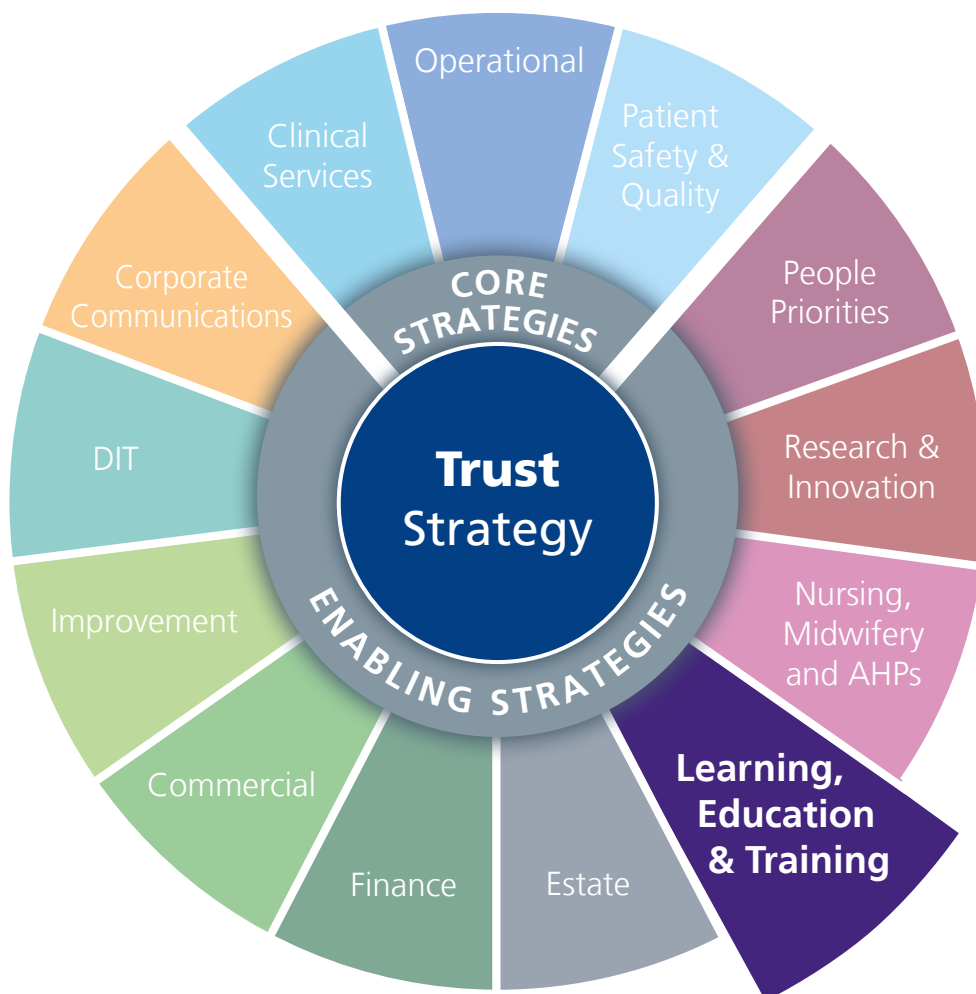 Operational
Patient
Safety &
Quality
People
Priorities
Research &
Innovation
Nursing,
Midwifery
and AHPs
Learning,
Education
& Training
Estate
Finance
Commercial
Improvement
DIT
Corporate
Communications
Clinical
Services
CORE
STRATEGIES
Trust
Strategy
ENABLING STRATEGIES